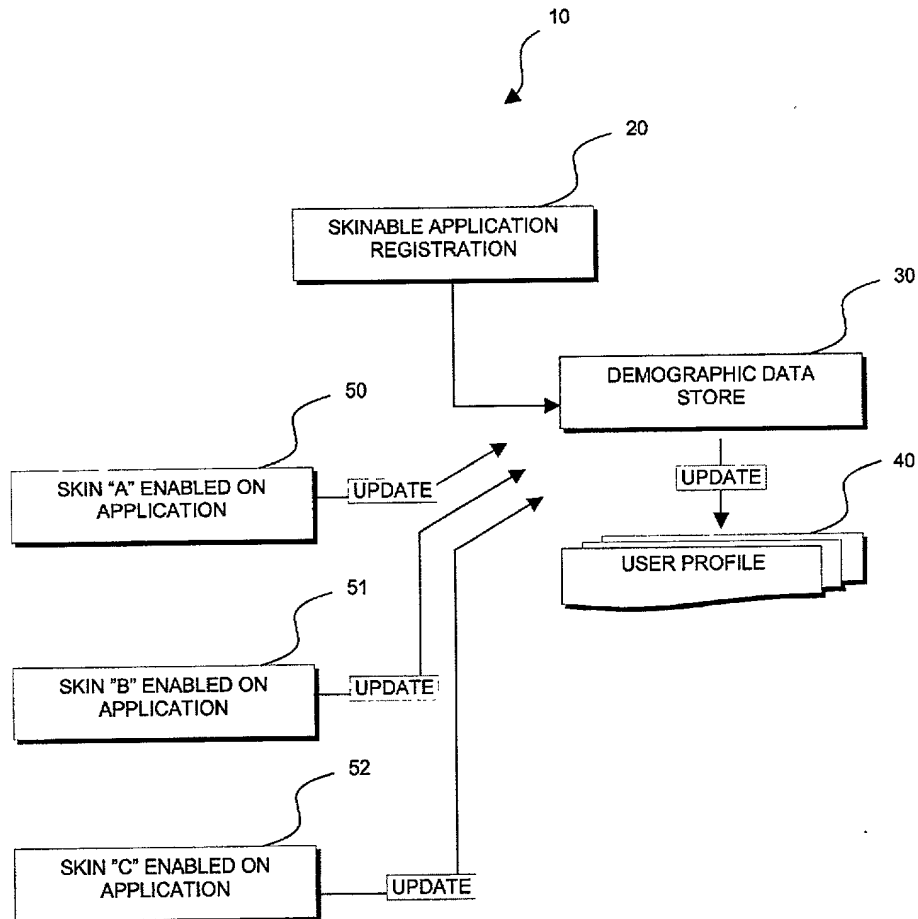 10
20
SKINABLE APPLICATION
REGISTRATION
30
DEMOGRAPHIC DATA
STORE
50
SKIN "A" ENABLED ON
APPLICATION
UPDATE
UPDATE
40
USER PROFILE
51
SKIN "B" ENABLED ON
APPLICATION
UPDATE
52
SKIN "C" ENABLED ON
APPLICATION
UPDATE